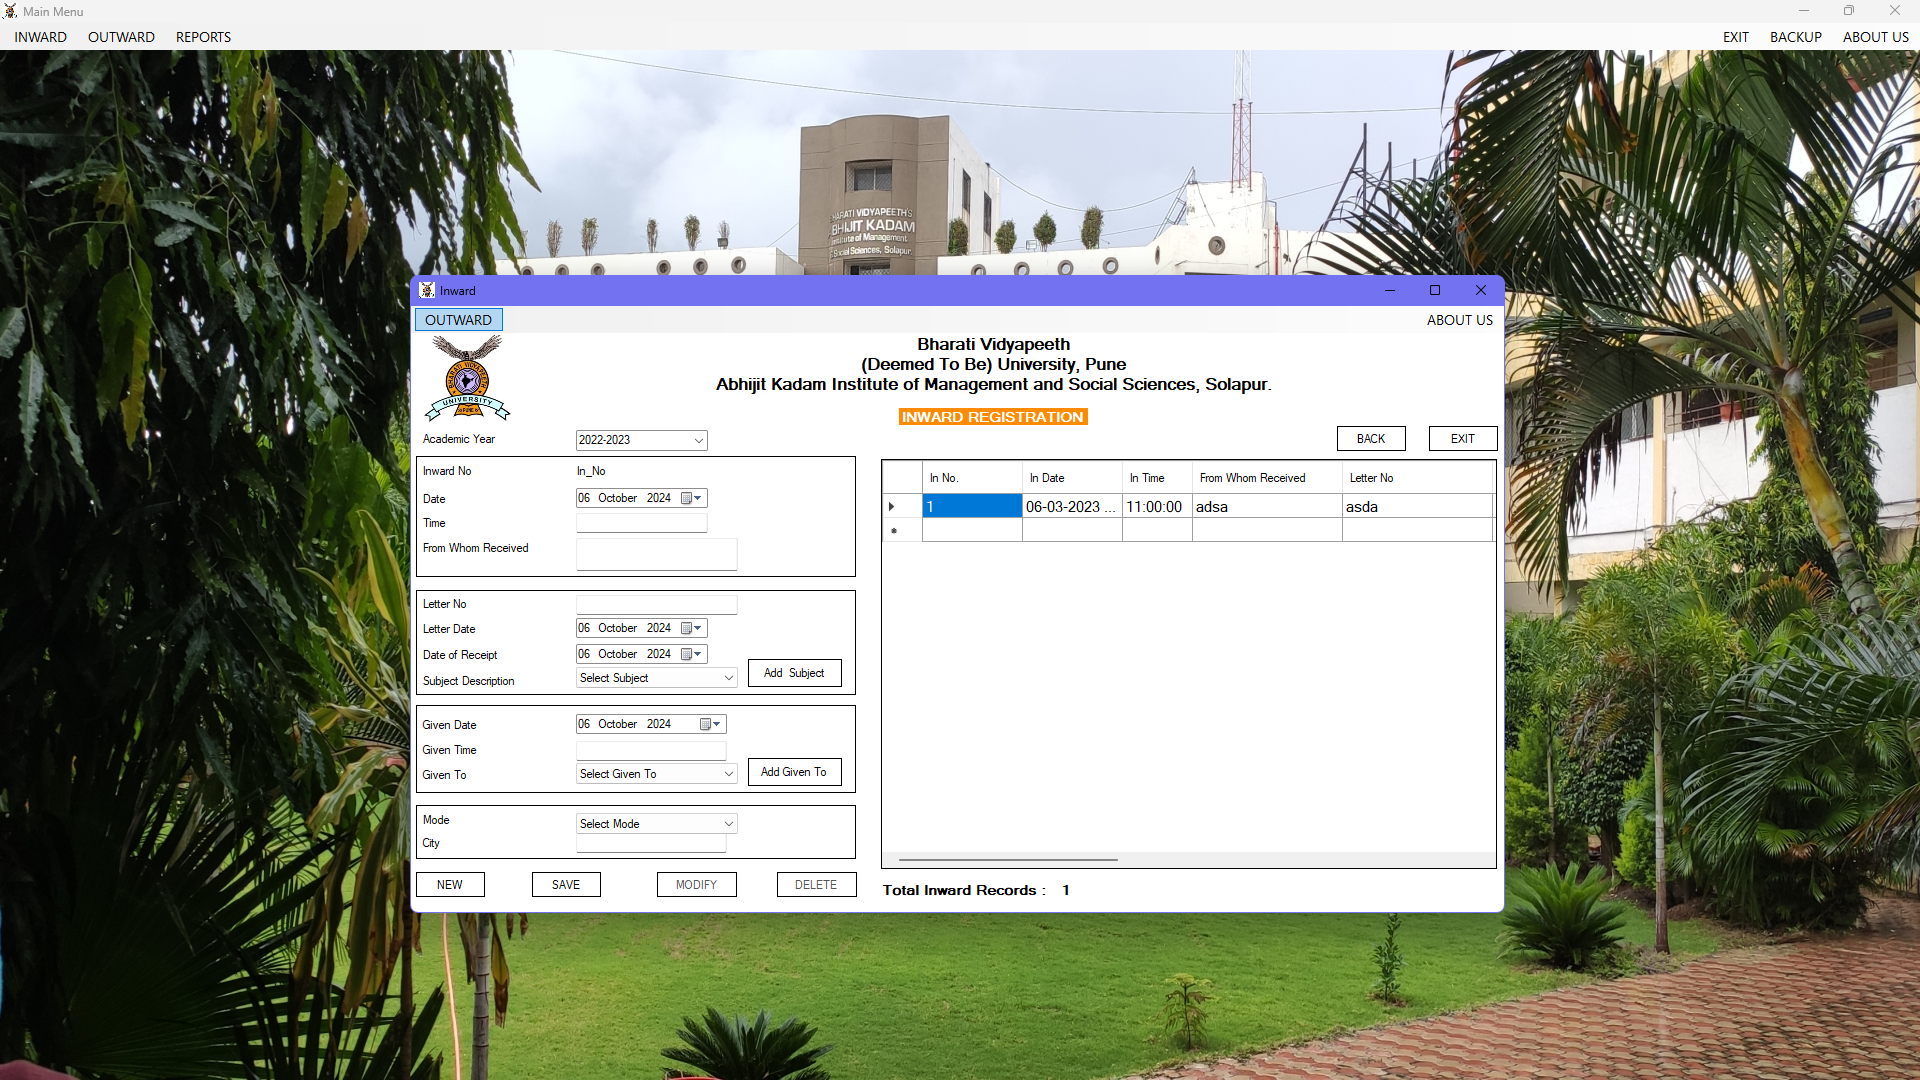 Main Menu
INWARD OUTWARD REPORTS EXIT BACKUP ABOUT US
BHARATI VIDYAPEETH'S
ABHIJIT KADAM
Institute of Management
& Social Sciences, Solapur.
Inward
OUTWARD ABOUT US
BHARATI VIDYAPEETH
UNIVERSITY
PUNE
Bharati Vidyapeeth
(Deemed To Be) University, Pune
Abhijit Kadam Institute of Management and Social Sciences, Solapur.
INWARD REGISTRATION
Academic Year 2022-2023
BACK EXIT
Inward No In_No
Date 06 October 2024
Time
From Whom Received
Letter No
Letter Date 06 October 2024
Date of Receipt 06 October 2024
Subject Description Select Subject Add Subject
Given Date 06 October 2024
Given Time
Given To Select Given To Add Given To
Mode Select Mode
City
NEW SAVE MODIFY DELETE
In No. In Date In Time From Whom Received Letter No
1 06-03-2023 ... 11:00:00 adsa asda
Total Inward Records : 1